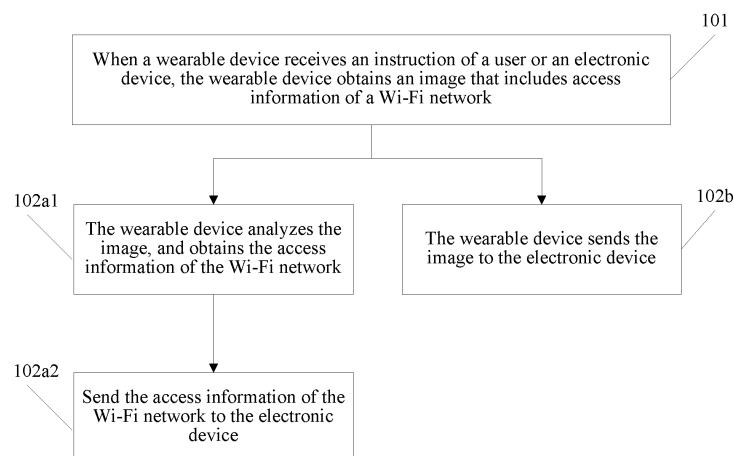 101
When a wearable device receives an instruction of a user or an electronic
device, the wearable device obtains an image that includes access
information of a Wi-Fi network
102a1
The wearable device analyzes the
image, and obtains the access
information of the Wi-Fi network
102b
The wearable device sends the
image to the electronic device
102a2
Send the access information of the
Wi-Fi network to the electronic
device